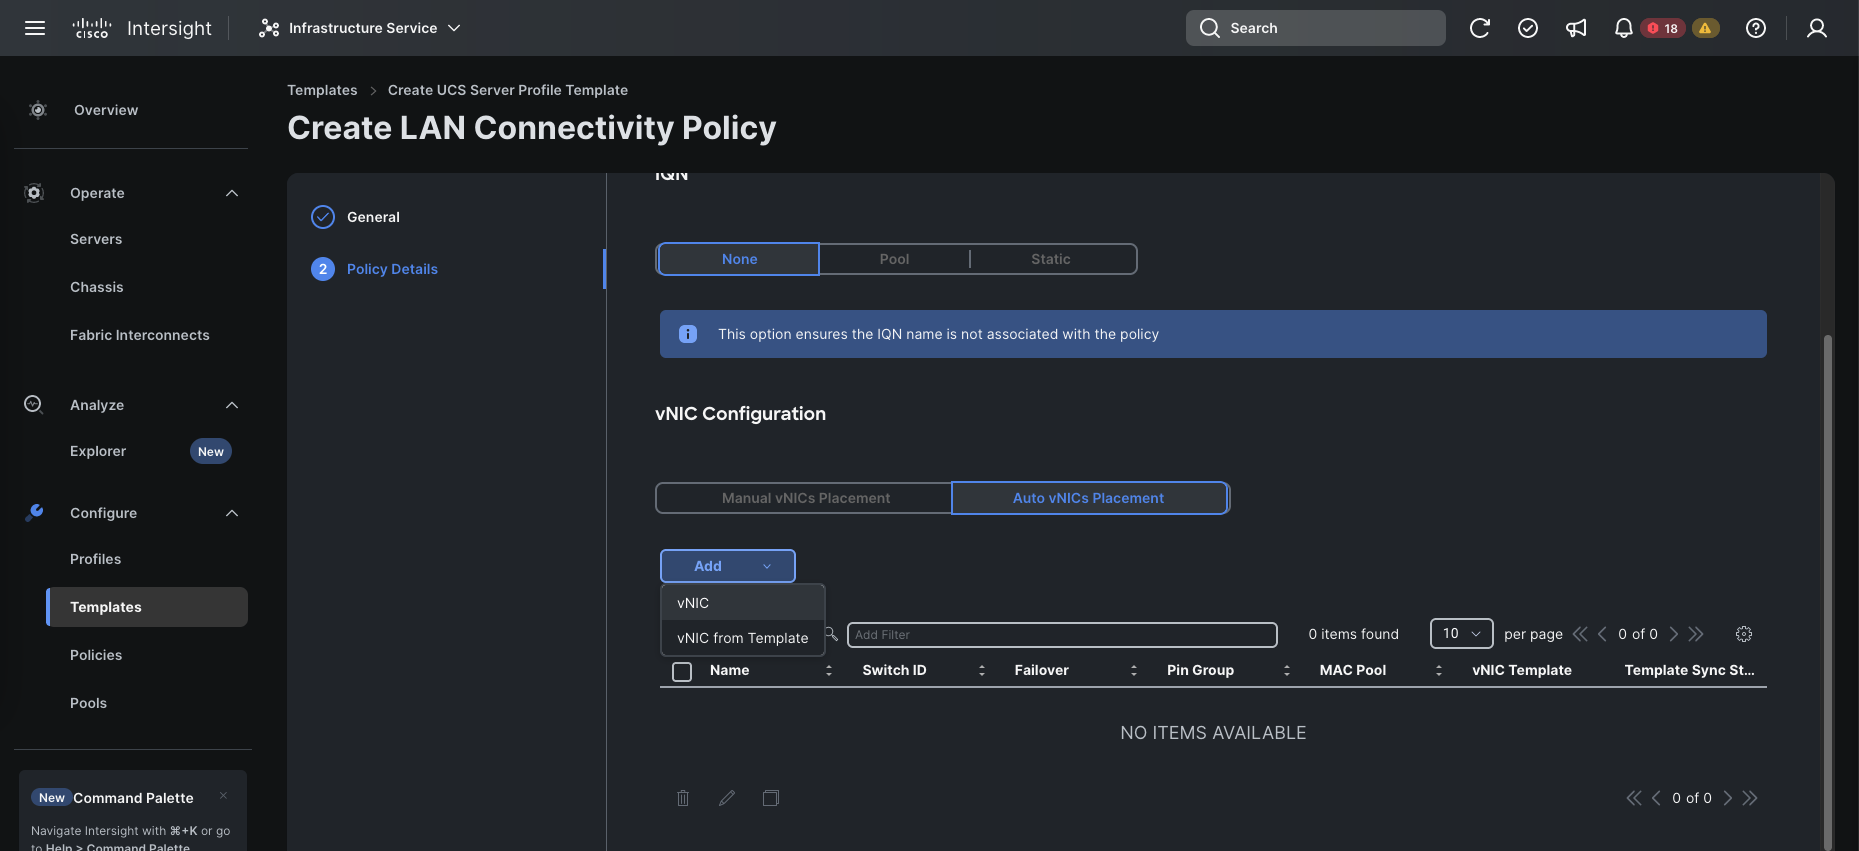 CISCO Intersight
Infrastructure Service
Search
18
Overview
Operate
Servers
Chassis
Fabric Interconnects
Analyze
Explorer New
Configure
Profiles
Templates
Policies
Pools
New Command Palette
Navigate Intersight with ⌘+K or go
to Help > Command Palette
Templates > Create UCS Server Profile Template
Create LAN Connectivity Policy
General
2 Policy Details
IQN
None Pool Static
This option ensures the IQN name is not associated with the policy
vNIC Configuration
Manual vNICs Placement Auto vNICs Placement
Add
vNIC
vNIC from Template
Add Filter 0 items found 10 per page 0 of 0
Name Switch ID Failover Pin Group MAC Pool vNIC Template Template Sync St...
NO ITEMS AVAILABLE
0 of 0